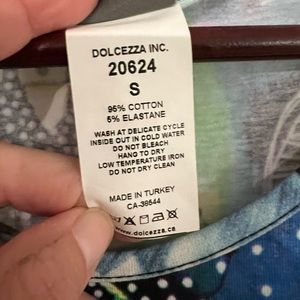 DOLCEZZA INC.
20624
S
95% COTTON
5% ELASTANE
WASH AT DELICATE CYCLE
INSIDE OUT IN COLD WATER
DO NOT BLEACH
HANG TO DRY
LOW TEMPERATURE IRON
DO NOT DRY CLEAN
MADE IN TURKEY
CA-38544
www.dolcezza.ca